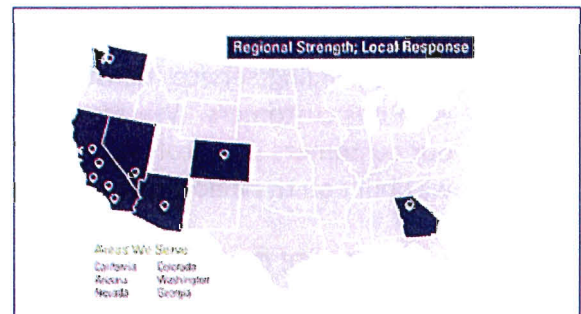 Regional Strength; Local Response
Areas We Serve
California Colorado
Arizona Washington
Nevada Georgia